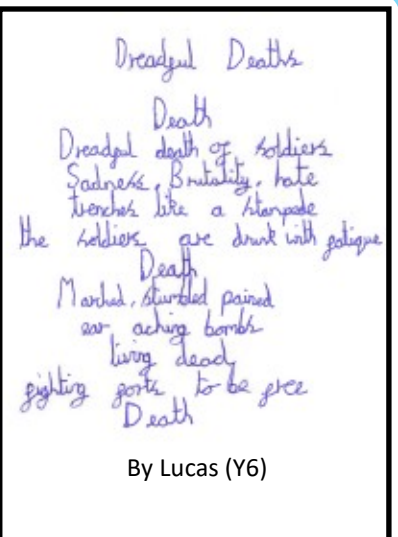 Dreadful Deaths
Death
Dreadful death of soldiers
Sadness, Brutality, hate
trenches like a stampede
the soldiers are drunk with fatigue
Death
Marched, stumbled pained
ear aching bombs
living dead
fighting forts to be free
Death
By Lucas (Y6)